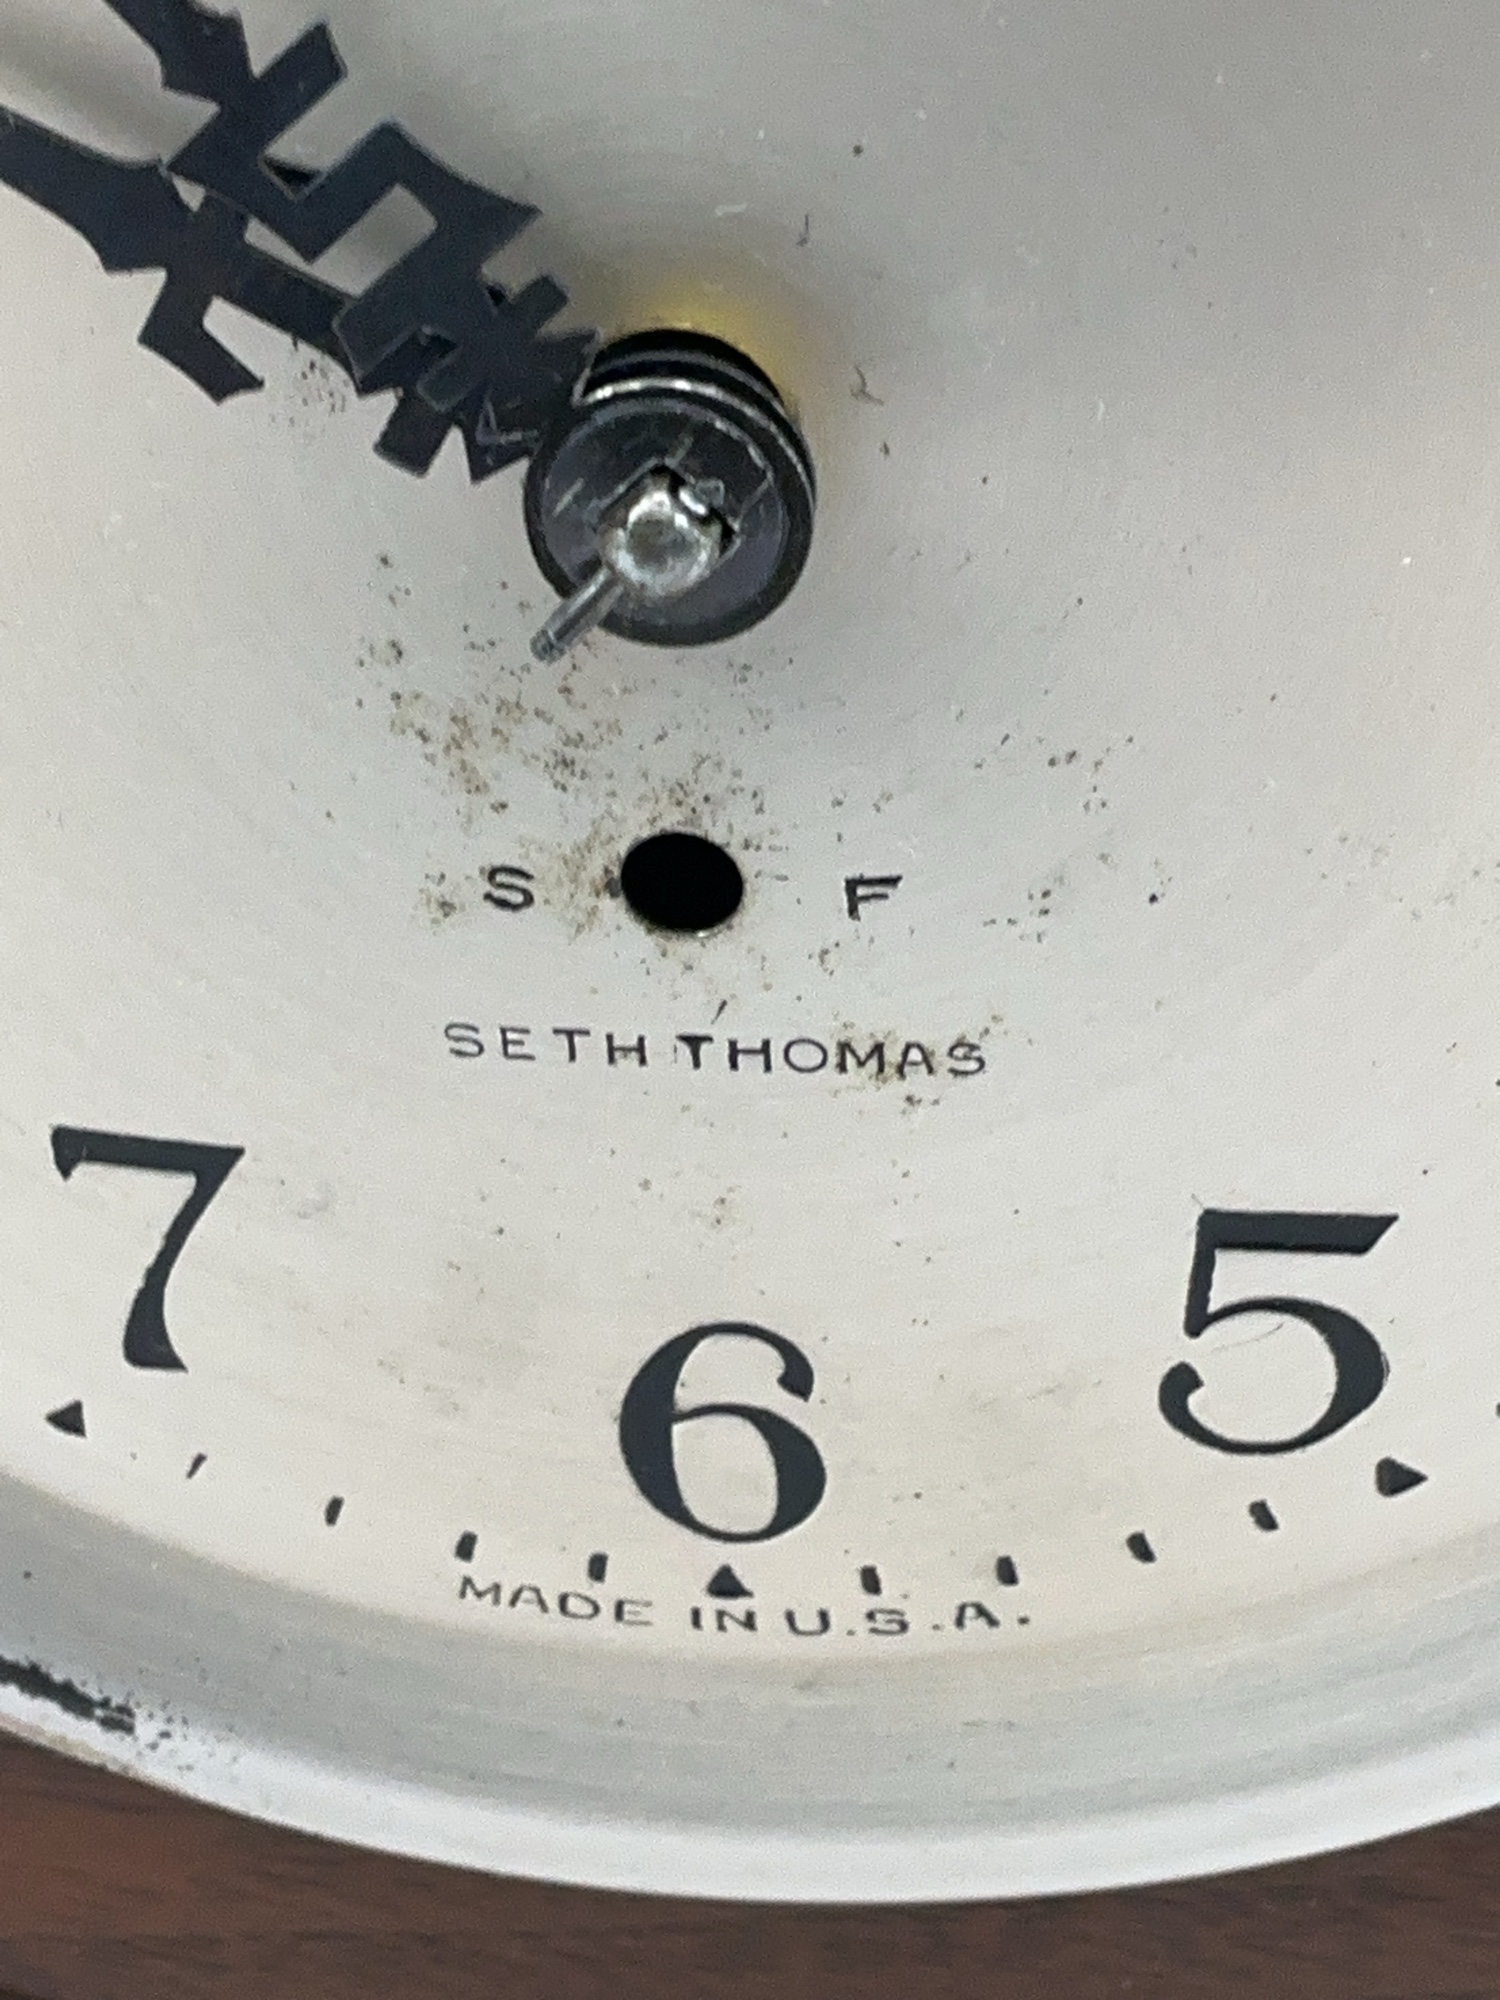 S F
SETH THOMAS
7 6 5
MADE IN U.S.A.